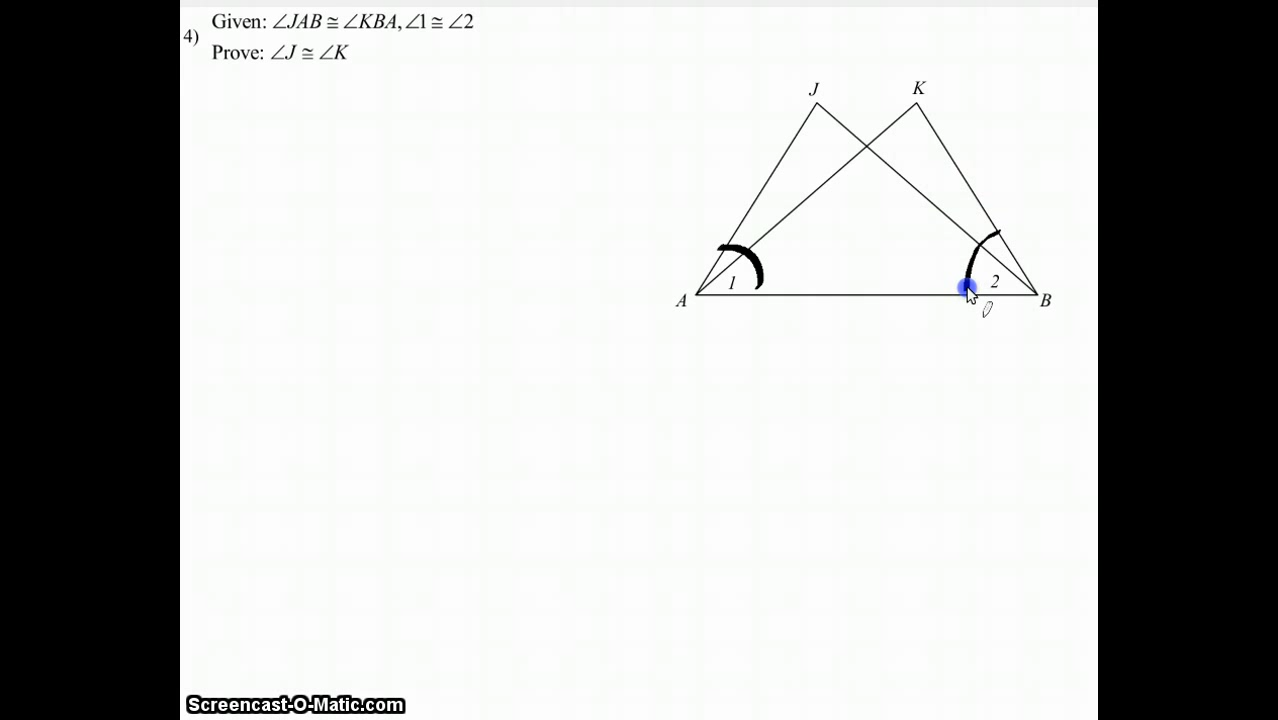 Given: ∠JAB ≅ ∠KBA, ∠1 ≅ ∠2
4)
Prove: ∠J ≅ ∠K
J K
1 2
A B
Screencast-O-Matic.com